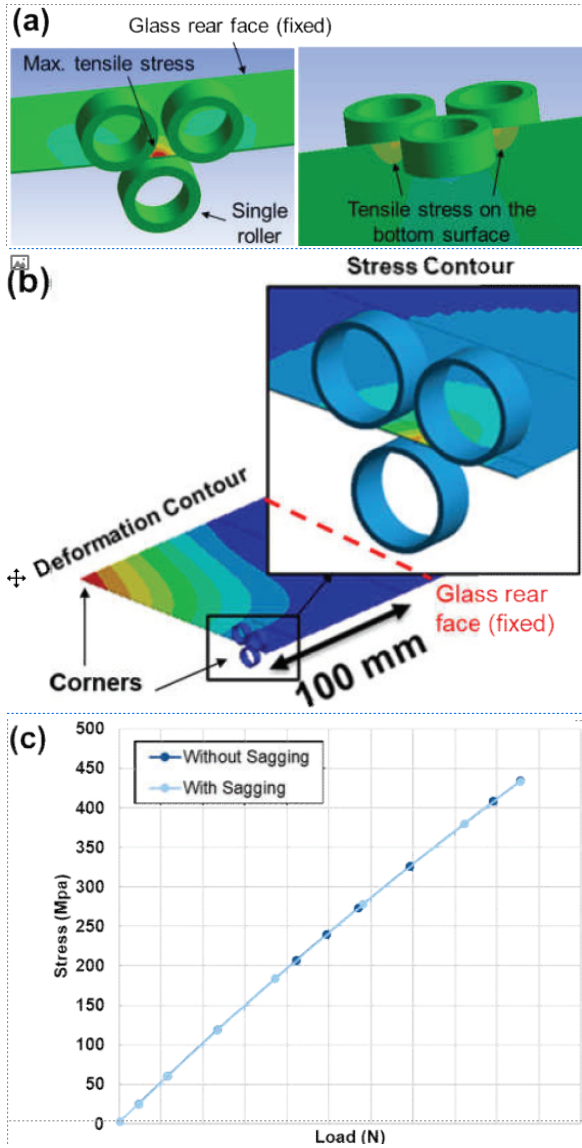 (a)
Glass rear face (fixed)
Max. tensile stress
Single
roller
Tensile stress on the
bottom surface
(b)
Stress Contour
Deformation Contour
Glass rear
face (fixed)
Corners
100 mm
(c)
500
450
400
350
300
250
200
150
100
50
0
Without Sagging
With Sagging
Stress (Mpa)
Load (N)